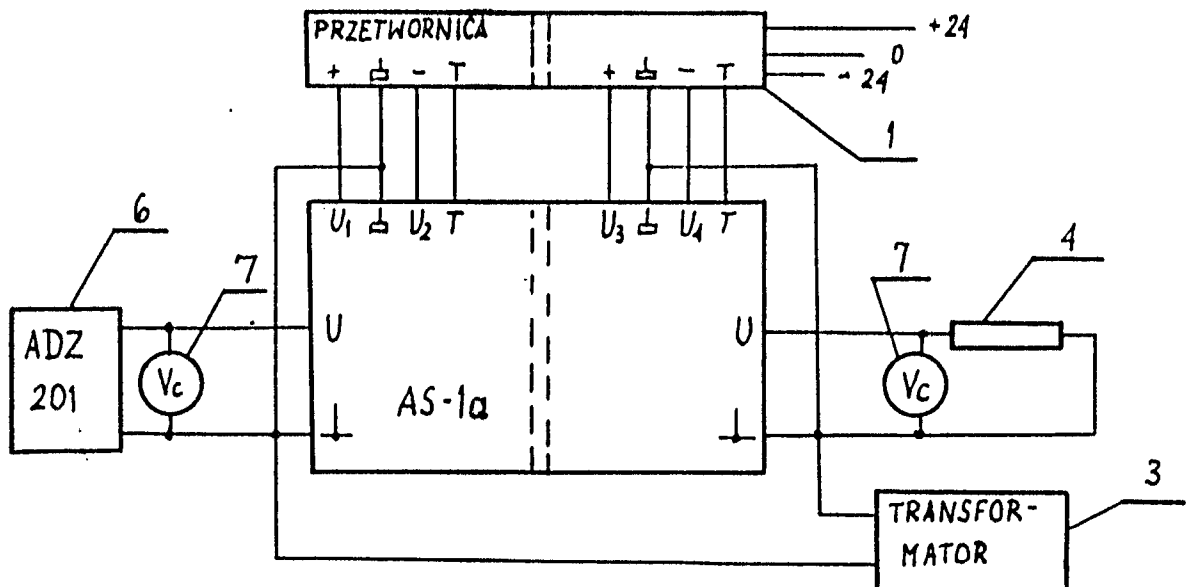 PRZETWORNICA
+ ⏊ - T + ⏊ - T
+24
0
- 24
1
U1 ⏊ U2 T U3 ⏊ U4 T
6
7
7
4
ADZ
201
Vc
U
AS-1a
U
Vc
3
TRANSFOR-
MATOR